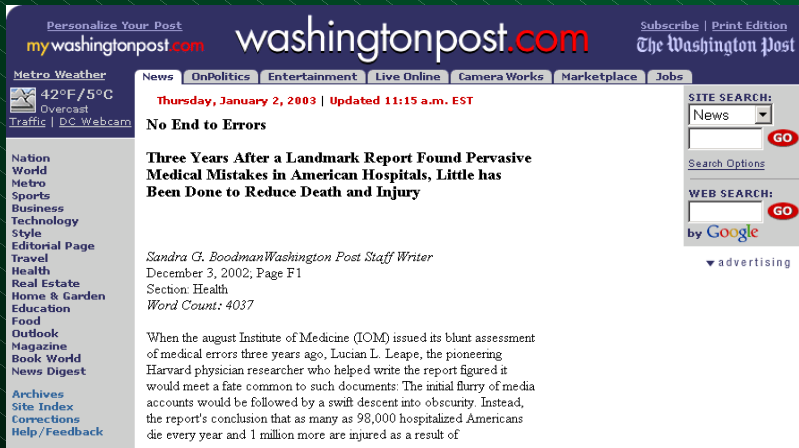 Personalize Your Post
mywashingtonpost.com
washingtonpost.com
Subscribe | Print Edition
The Washington Post
Metro Weather
42°F/5°C
Overcast
Traffic | DC Webcam
News
OnPolitics
Entertainment
Live Online
Camera Works
Marketplace
Jobs
Thursday, January 2, 2003 | Updated 11:15 a.m. EST
No End to Errors
Three Years After a Landmark Report Found Pervasive
Medical Mistakes in American Hospitals, Little has
Been Done to Reduce Death and Injury
Sandra G. BoodmanWashington Post Staff Writer
December 3, 2002; Page F1
Section: Health
Word Count: 4037
When the august Institute of Medicine (IOM) issued its blunt assessment
of medical errors three years ago, Lucian L. Leape, the pioneering
Harvard physician researcher who helped write the report figured it
would meet a fate common to such documents: The initial flurry of media
accounts would be followed by a swift descent into obscurity. Instead,
the report's conclusion that as many as 98,000 hospitalized Americans
die every year and 1 million more are injured as a result of
Nation
World
Metro
Sports
Business
Technology
Style
Editorial Page
Travel
Health
Real Estate
Home & Garden
Education
Food
Outlook
Magazine
Book World
News Digest
Archives
Site Index
Corrections
Help/Feedback
SITE SEARCH:
News
GO
Search Options
WEB SEARCH:
GO
by Google
advertising